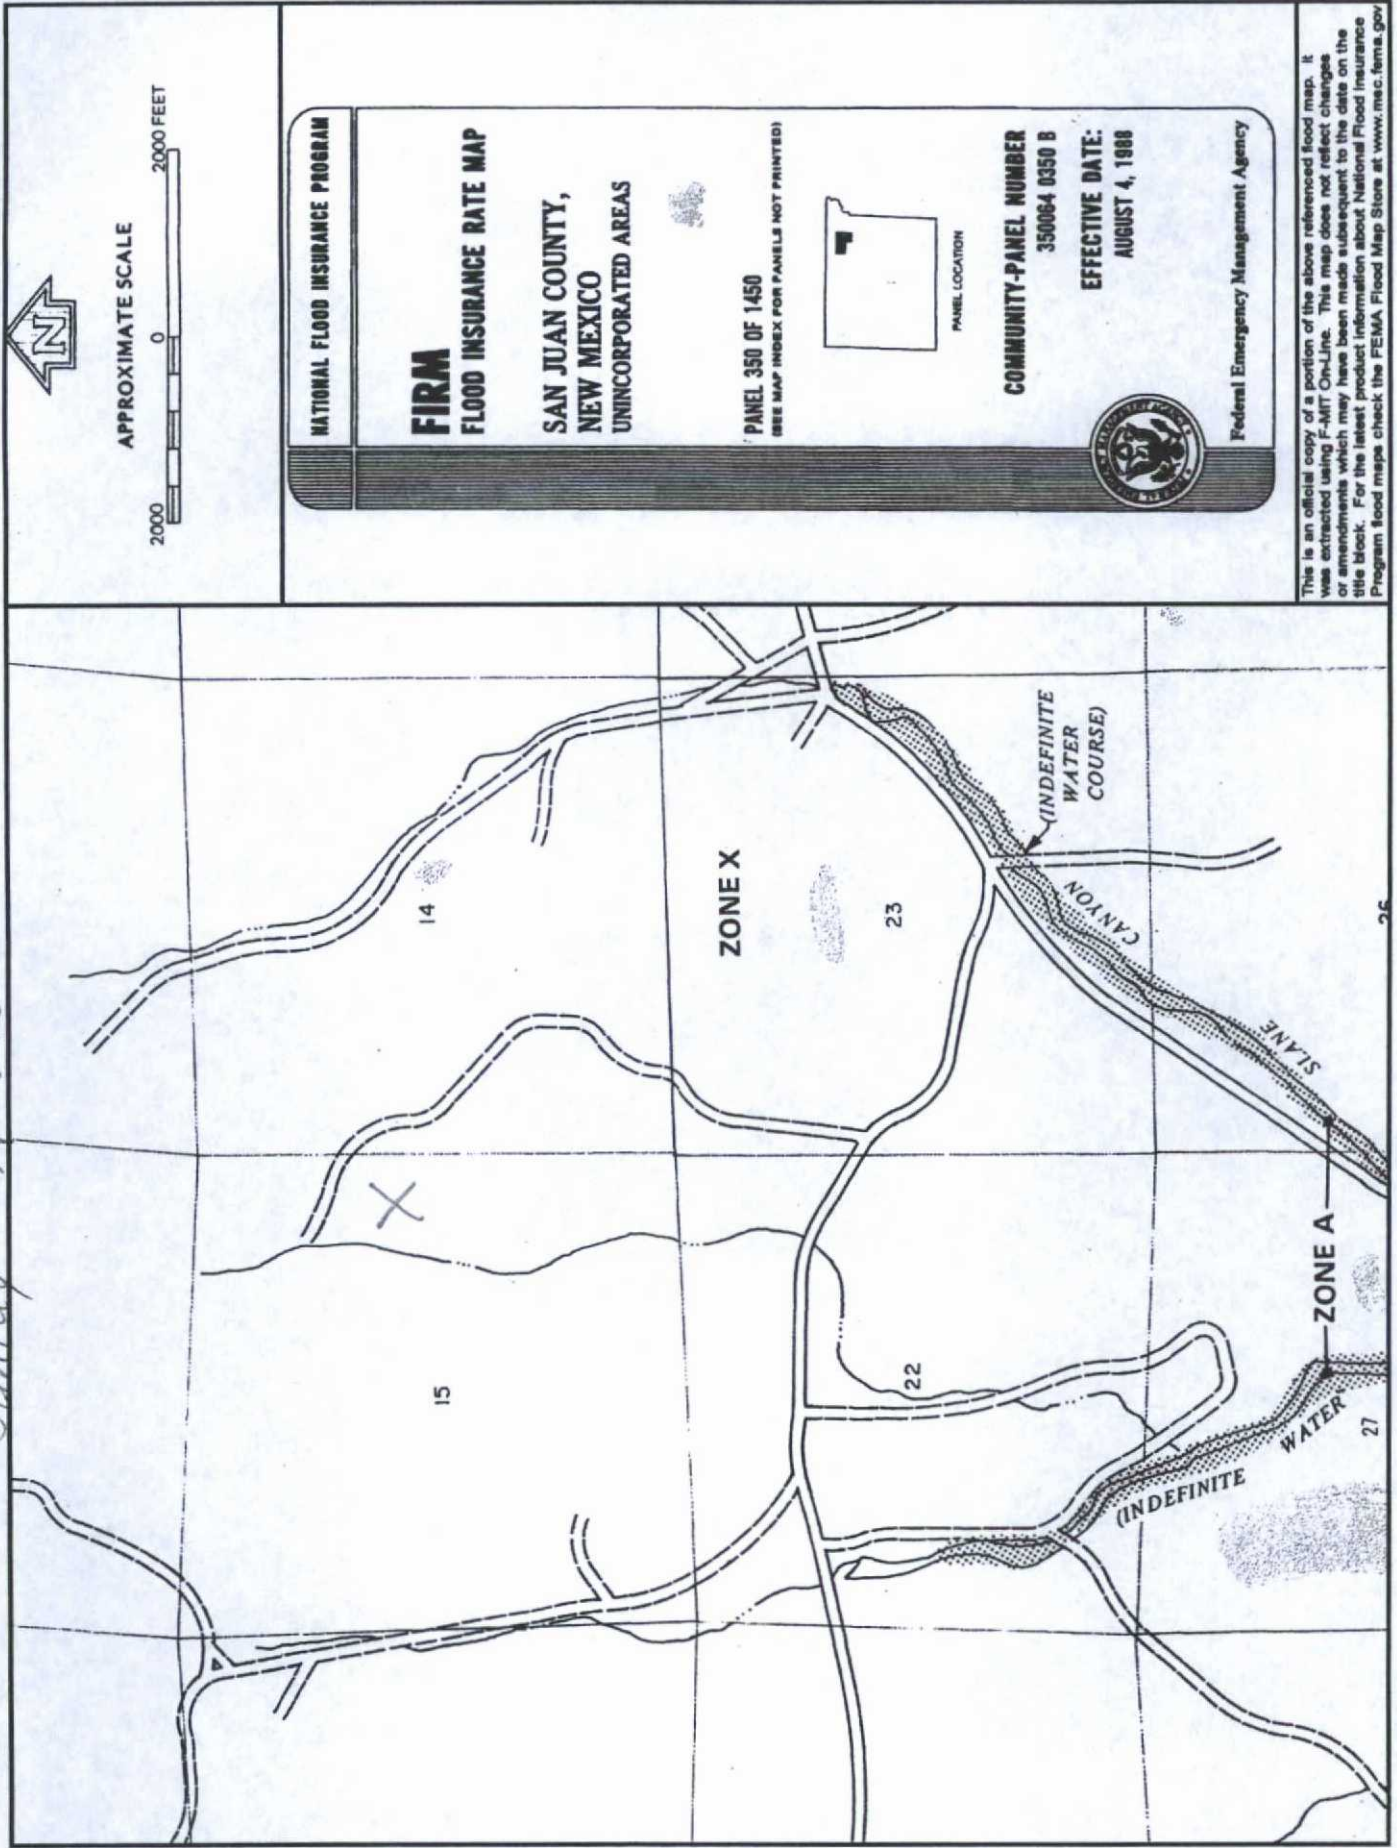 N
APPROXIMATE SCALE
2000 0 2000 FEET
NATIONAL FLOOD INSURANCE PROGRAM
FIRM
FLOOD INSURANCE RATE MAP
SAN JUAN COUNTY,
NEW MEXICO
UNINCORPORATED AREAS
PANEL 350 OF 1450
(SEE MAP INDEX FOR PANELS NOT PRINTED)
PANEL LOCATION
COMMUNITY-PANEL NUMBER
350064 0350 B
EFFECTIVE DATE:
AUGUST 4, 1988
Federal Emergency Management Agency
This is an official copy of a portion of the above referenced flood map. It
was extracted using F-MIT On-Line. This map does not reflect changes
or amendments which may have been made subsequent to the date on the
title block. For the latest product information about National Flood Insurance
Program flood maps check the FEMA Flood Map Store at www.msc.fema.gov
14
15
X
ZONE X
23
22
(INDEFINITE
WATER
COURSE)
CANYON
SLANE
ZONE A
(INDEFINITE
WATER
27
26